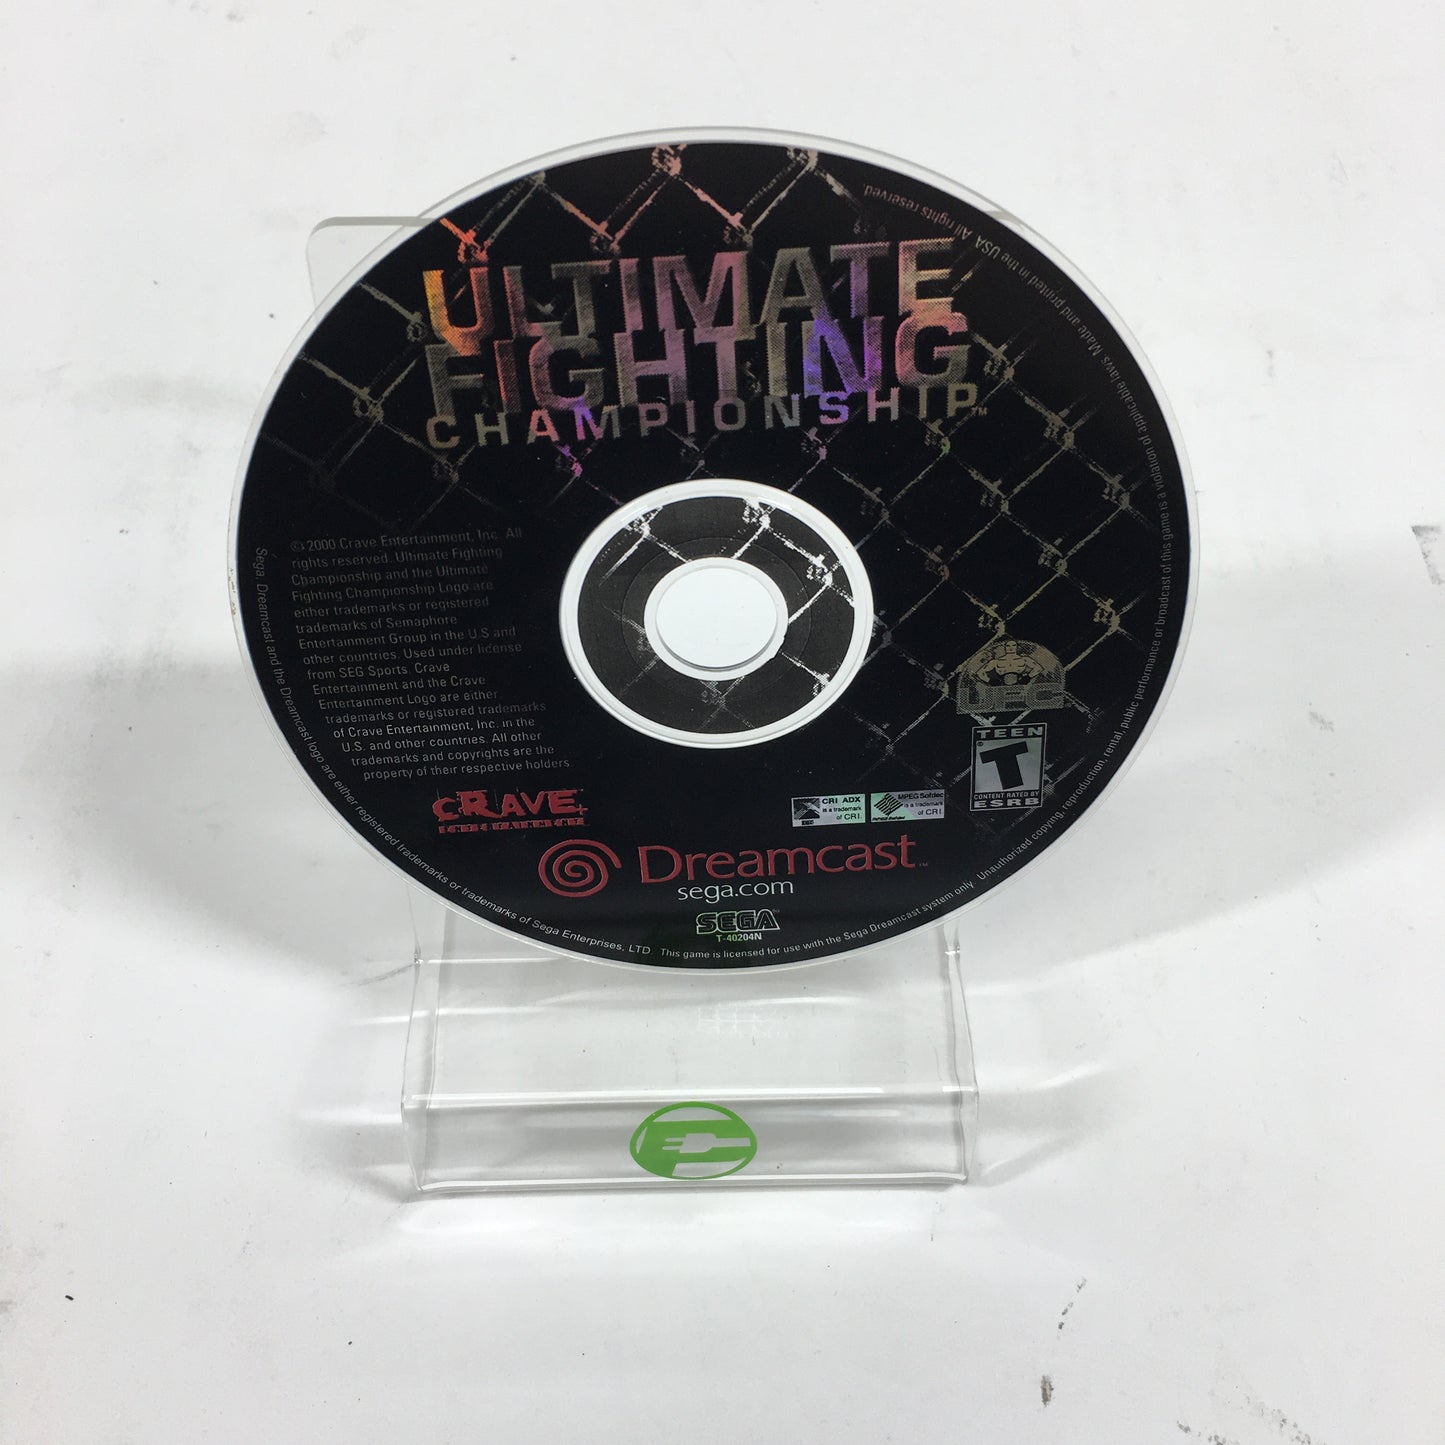 ULTIMATE
FIGHTING
CHAMPIONSHIP™
© 2000 Crave Entertainment, Inc. All
rights reserved. Ultimate Fighting
Championship and the Ultimate
Fighting Championship Logo are
either trademarks or registered
trademarks of Semaphore
Entertainment Group in the U.S and
other countries. Used under license
from SEG Sports. Crave
Entertainment and the Crave
Entertainment Logo are either
trademarks or registered trademarks
of Crave Entertainment, Inc. in the
U.S. and other countries. All other
trademarks and copyrights are the
property of their respective holders.
UFC
TEEN
T
CONTENT RATED BY
ESRB
CRAVE
ENTERTAINMENT
CRI ADX
is a trademark
of CRI.
MPEG Sofdec
is a trademark
of CRI.
Dreamcast™
sega.com
SEGA
T-40204N
Sega, Dreamcast and the Dreamcast logo are either registered trademarks or trademarks of Sega Enterprises, LTD. This game is licensed for use with the Sega Dreamcast system only. Unauthorized copying, reproduction, rental, public performance or broadcast of this game is a violation of applicable laws. Made and printed in the USA. All rights reserved.